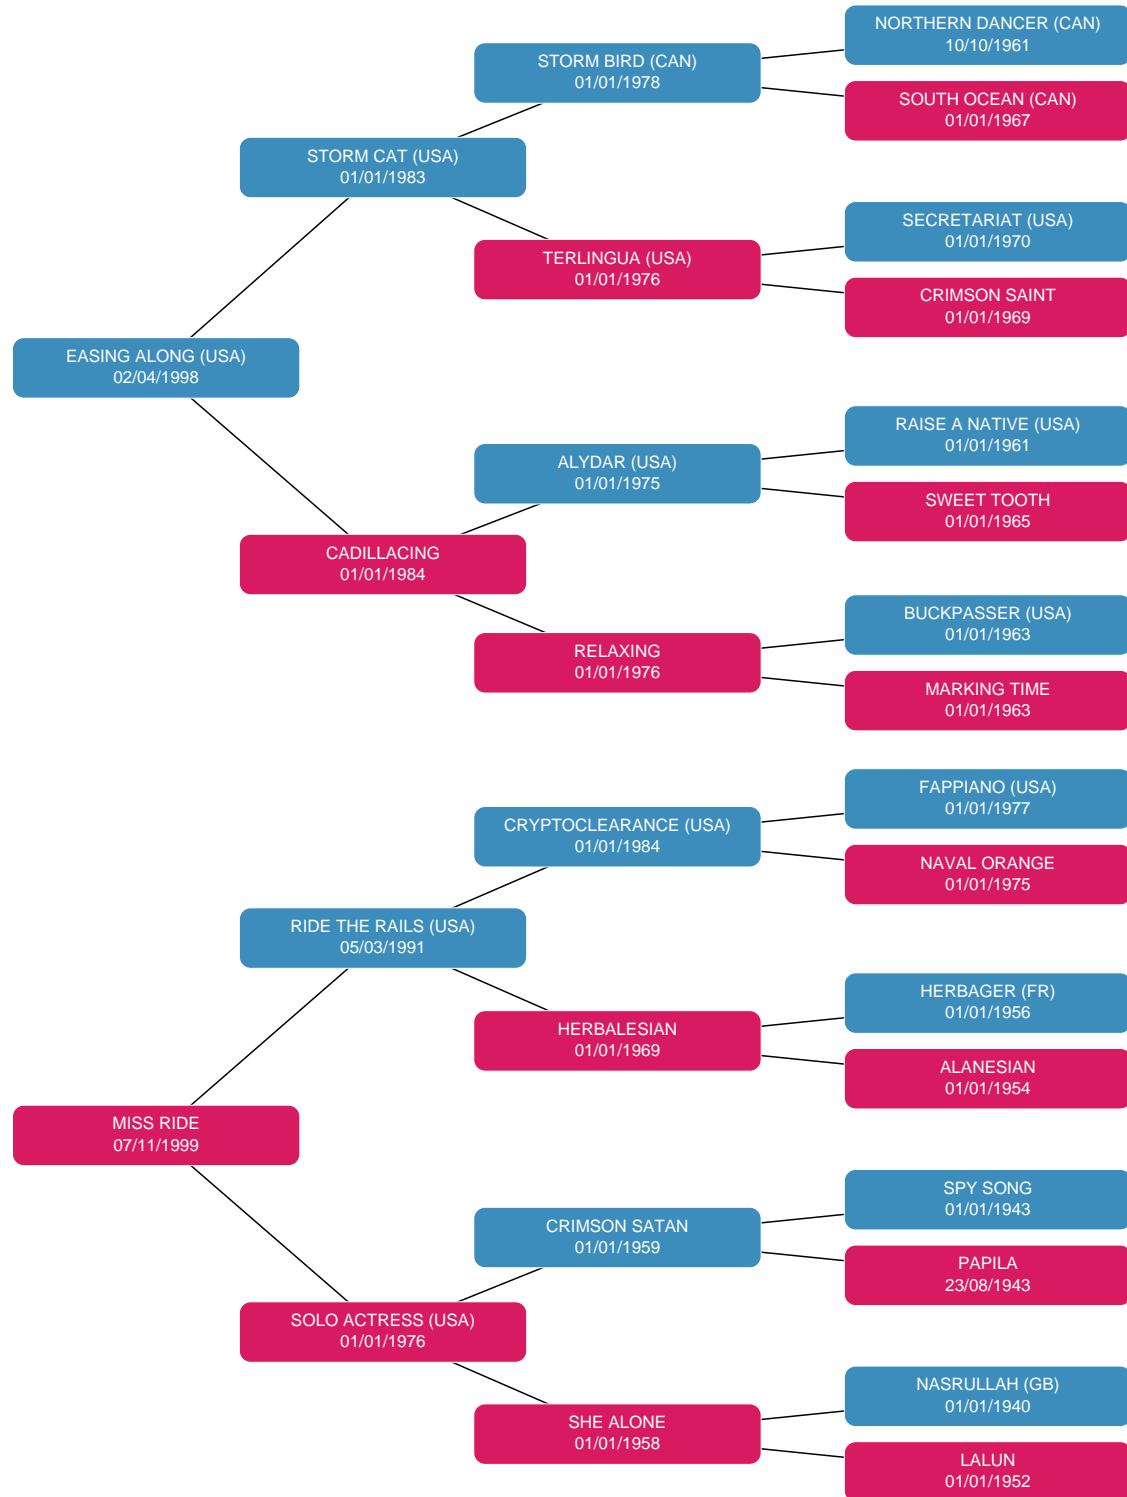 NORTHERN DANCER (CAN)
10/10/1961
STORM BIRD (CAN)
01/01/1978
SOUTH OCEAN (CAN)
01/01/1967
STORM CAT (USA)
01/01/1983
SECRETARIAT (USA)
01/01/1970
TERLINGUA (USA)
01/01/1976
CRIMSON SAINT
01/01/1969
EASING ALONG (USA)
02/04/1998
RAISE A NATIVE (USA)
01/01/1961
ALYDAR (USA)
01/01/1975
SWEET TOOTH
01/01/1965
CADILLACING
01/01/1984
BUCKPASSER (USA)
01/01/1963
RELAXING
01/01/1976
MARKING TIME
01/01/1963
FAPPIANO (USA)
01/01/1977
CRYPTOCLEARANCE (USA)
01/01/1984
NAVAL ORANGE
01/01/1975
RIDE THE RAILS (USA)
05/03/1991
HERBAGER (FR)
01/01/1956
HERBALESIAN
01/01/1969
ALANESIAN
01/01/1954
MISS RIDE
07/11/1999
SPY SONG
01/01/1943
CRIMSON SATAN
01/01/1959
PAPILA
23/08/1943
SOLO ACTRESS (USA)
01/01/1976
NASRULLAH (GB)
01/01/1940
SHE ALONE
01/01/1958
LALUN
01/01/1952